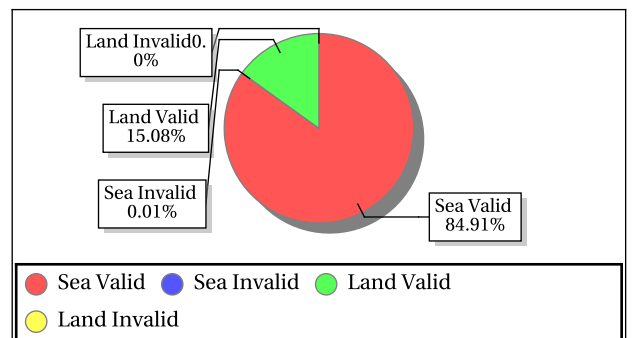 Land Invalid0.
0%
Land Valid
15.08%
Sea Invalid
0.01%
Sea Valid
84.91%
Sea Valid
Sea Invalid
Land Valid
Land Invalid